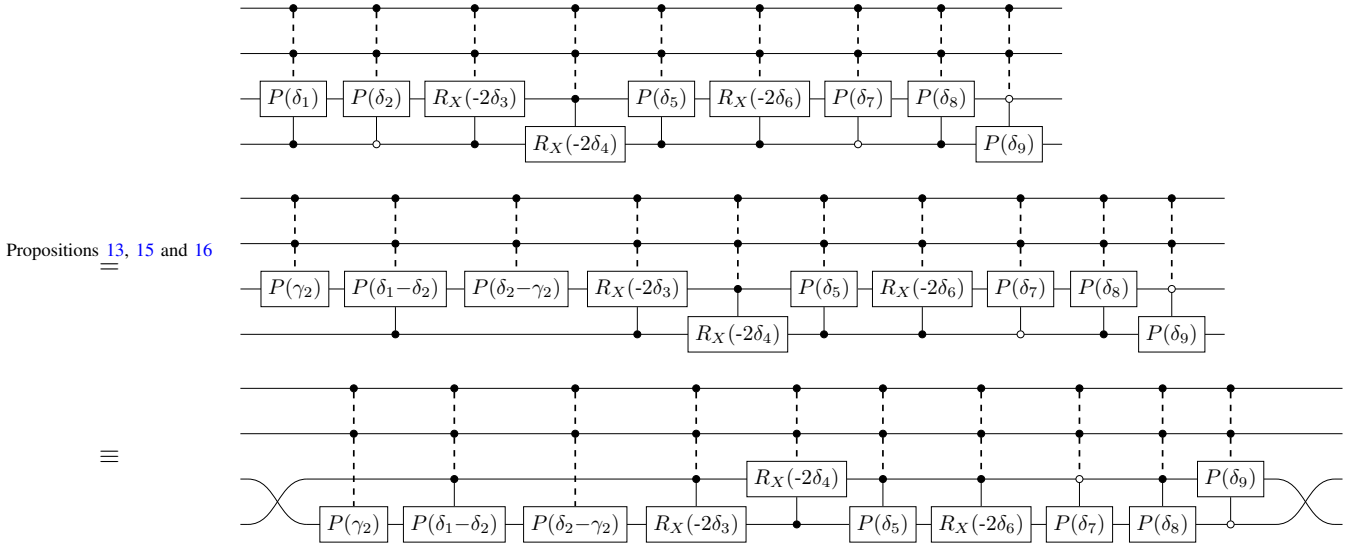 P(δ₁) P(δ₂) R_X(-2δ₃) P(δ₅) R_X(-2δ₆) P(δ₇) P(δ₈)
R_X(-2δ₄) P(δ₉)
Propositions 13, 15 and 16
=
P(γ₂) P(δ₁−δ₂) P(δ₂−γ₂) R_X(-2δ₃) P(δ₅) R_X(-2δ₆) P(δ₇) P(δ₈)
R_X(-2δ₄) P(δ₉)
≡
R_X(-2δ₄) P(δ₉)
P(γ₂) P(δ₁−δ₂) P(δ₂−γ₂) R_X(-2δ₃) P(δ₅) R_X(-2δ₆) P(δ₇) P(δ₈)